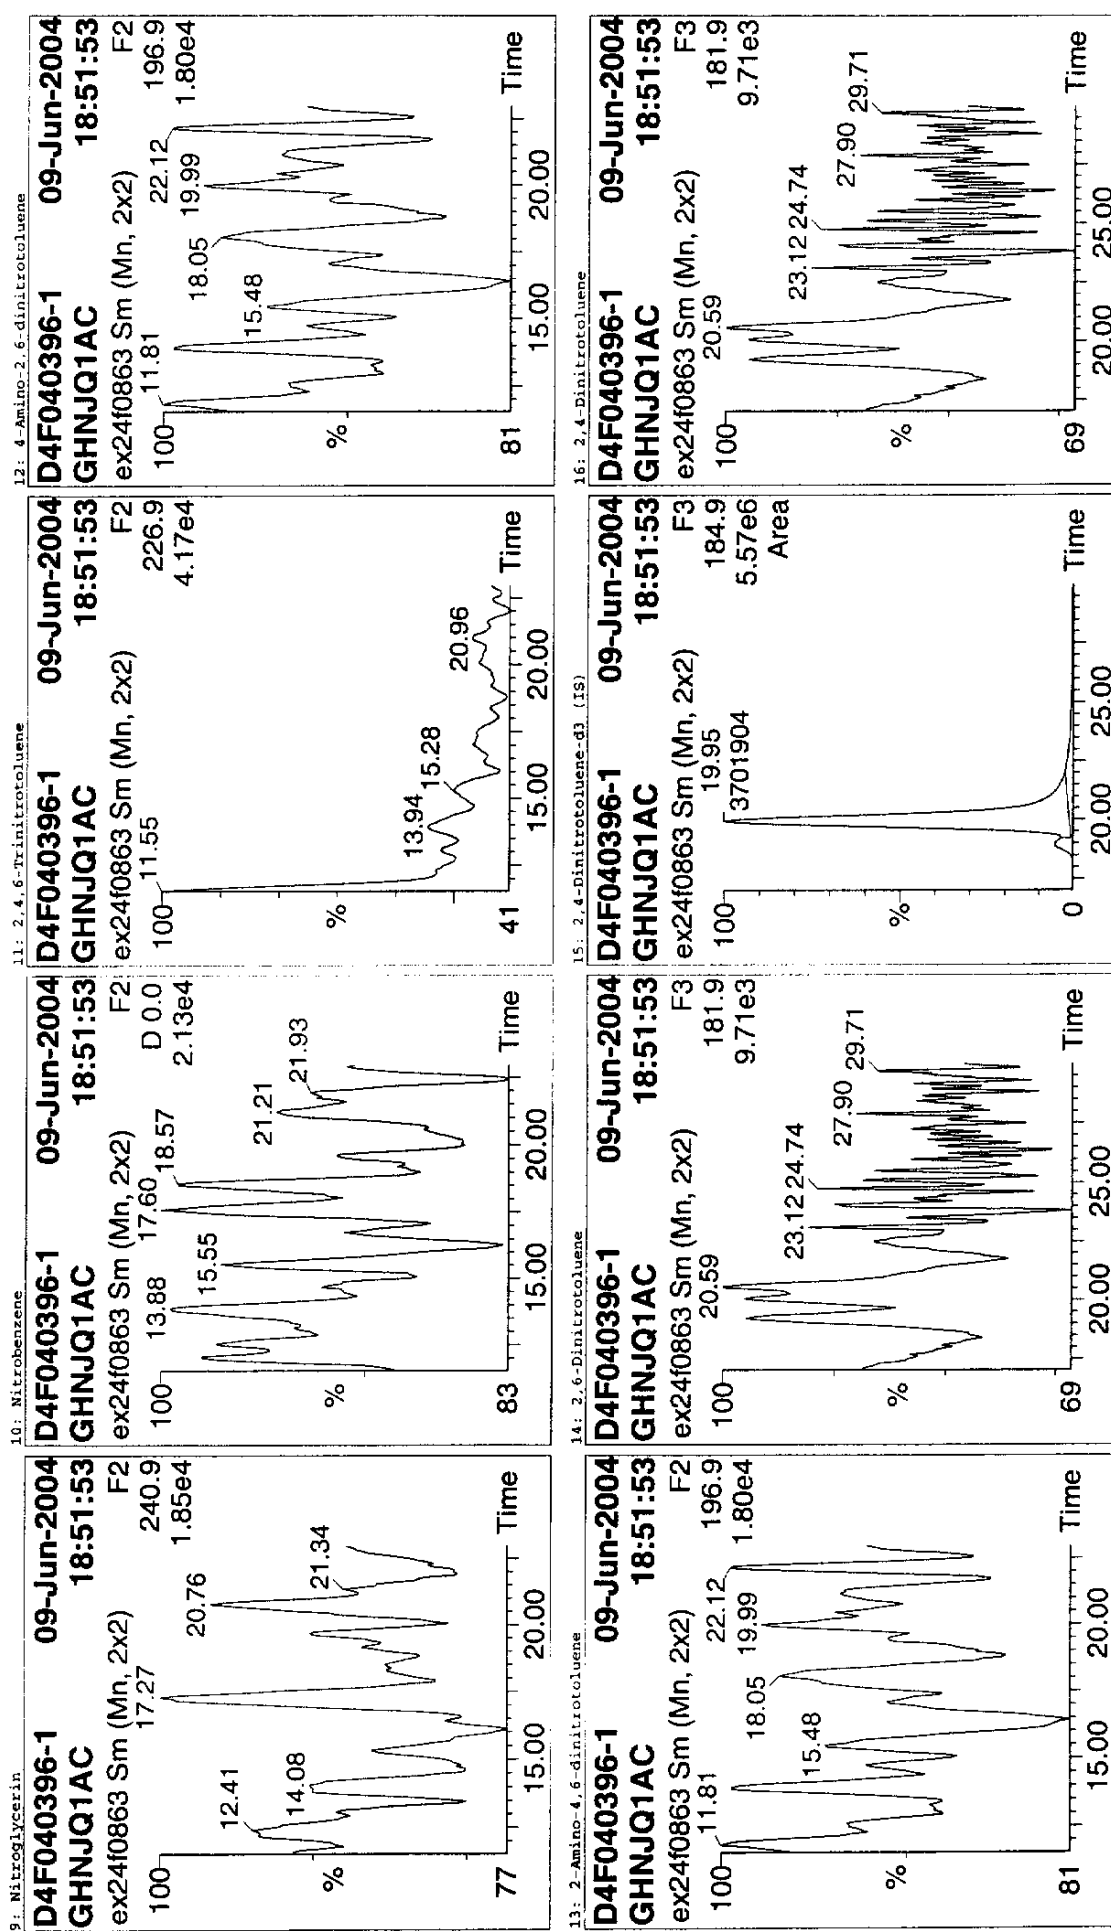 9: Nitroglycerin
D4F040396-1 09-Jun-2004
GHNJQ1AC 18:51:53
ex24f0863 Sm (Mn, 2x2) F2
17.27 240.9
100 1.85e4
20.76
12.41
21.34
14.08
%
77 Time
15.00 20.00
10: Nitrobenzene
D4F040396-1 09-Jun-2004
GHNJQ1AC 18:51:53
ex24f0863 Sm (Mn, 2x2) F2
13.88 17.60 18.57 D 0.0
100 2.13e4
15.55
21.21
21.93
%
83 Time
15.00 20.00
11: 2,4,6-Trinitrotoluene
D4F040396-1 09-Jun-2004
GHNJQ1AC 18:51:53
ex24f0863 Sm (Mn, 2x2) F2
11.55 226.9
100 4.17e4
%
13.94
15.28
20.96
41 Time
15.00 20.00
12: 4-Amino-2,6-dinitrotoluene
D4F040396-1 09-Jun-2004
GHNJQ1AC 18:51:53
ex24f0863 Sm (Mn, 2x2) F2
11.81 22.12 196.9
100 1.80e4
19.99
18.05
15.48
%
81 Time
15.00 20.00
13: 2-Amino-4,6-dinitrotoluene
D4F040396-1 09-Jun-2004
GHNJQ1AC 18:51:53
ex24f0863 Sm (Mn, 2x2) F2
11.81 22.12 196.9
100 1.80e4
19.99
18.05
15.48
%
81 Time
15.00 20.00
14: 2,6-Dinitrotoluene
D4F040396-1 09-Jun-2004
GHNJQ1AC 18:51:53
ex24f0863 Sm (Mn, 2x2) F3
20.59 181.9
100 9.71e3
23.12 24.74
27.90
29.71
%
69 Time
20.00 25.00
15: 2,4-Dinitrotoluene-d3 (IS)
D4F040396-1 09-Jun-2004
GHNJQ1AC 18:51:53
ex24f0863 Sm (Mn, 2x2) F3
19.95 184.9
100 3701904 5.57e6
Area
%
0 Time
20.00 25.00
16: 2,4-Dinitrotoluene
D4F040396-1 09-Jun-2004
GHNJQ1AC 18:51:53
ex24f0863 Sm (Mn, 2x2) F3
20.59 181.9
100 9.71e3
23.12 24.74
27.90
29.71
%
69 Time
20.00 25.00